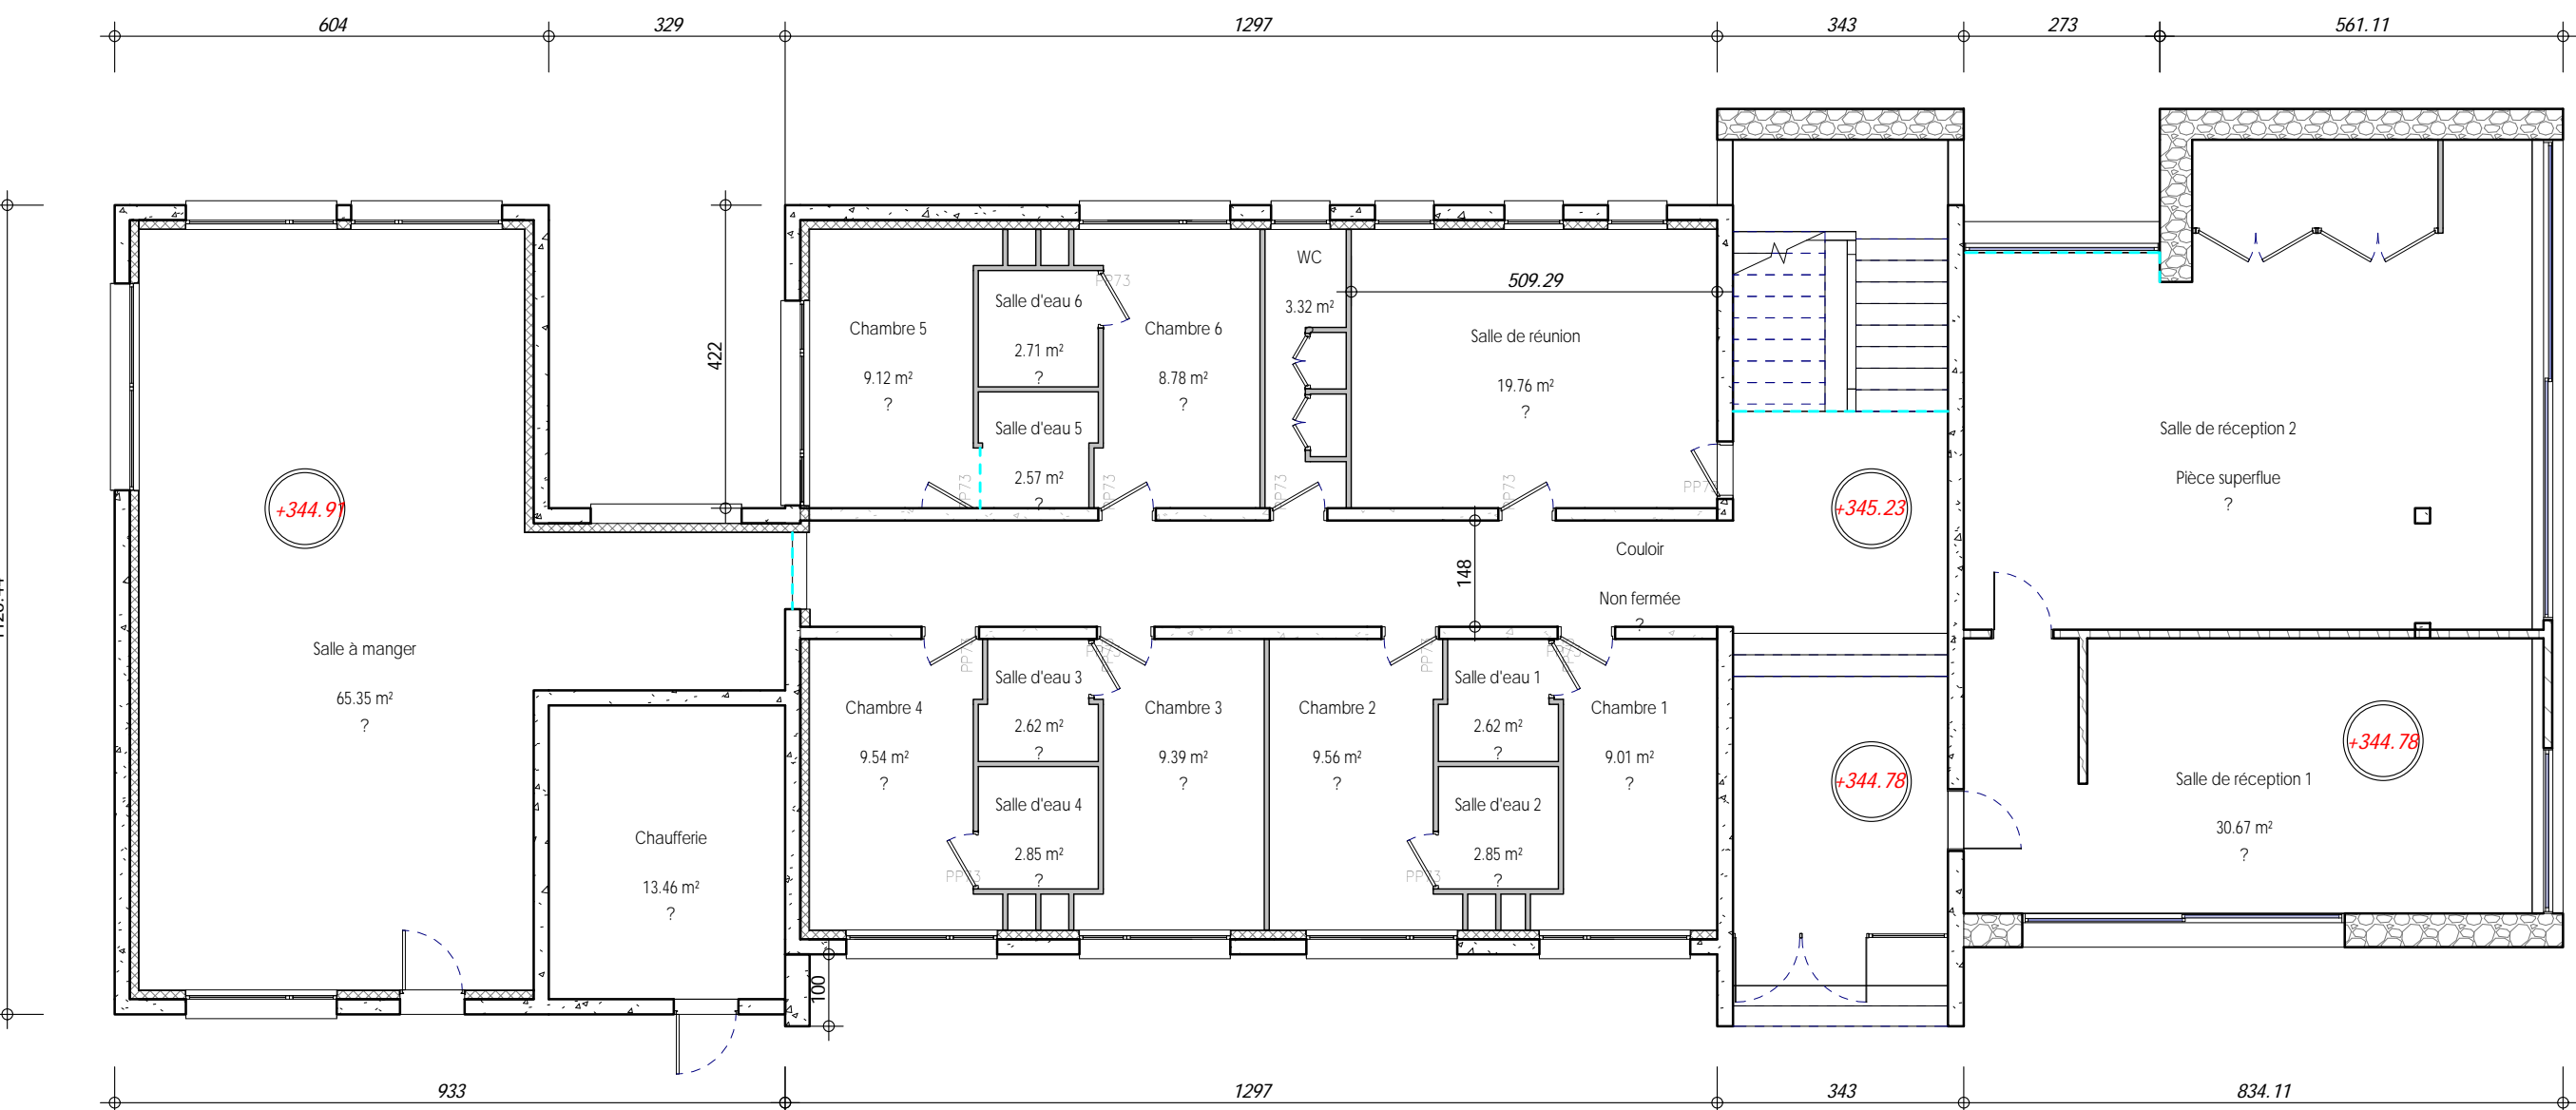 604
329
1297
343
273
561.11
422
509.29
148
100
WC
3.32 m²
Salle d'eau 6
2.71 m²
?
Chambre 5
9.12 m²
?
Chambre 6
8.78 m²
?
Salle d'eau 5
2.57 m²
?
Salle de réunion
19.76 m²
?
Salle de réception 2
Pièce superflue
?
PP73
PP73
PP73
PP73
+344.91
+345.23
Couloir
Non fermée
?
Salle à manger
65.35 m²
?
Chambre 4
9.54 m²
?
Salle d'eau 3
2.62 m²
?
Chambre 3
9.39 m²
?
Chambre 2
9.56 m²
?
Salle d'eau 1
2.62 m²
?
Chambre 1
9.01 m²
?
Salle d'eau 4
2.85 m²
?
Salle d'eau 2
2.85 m²
?
PP73
PP73
Chaufferie
13.46 m²
?
+344.78
+344.78
Salle de réception 1
30.67 m²
?
933
1297
343
834.11